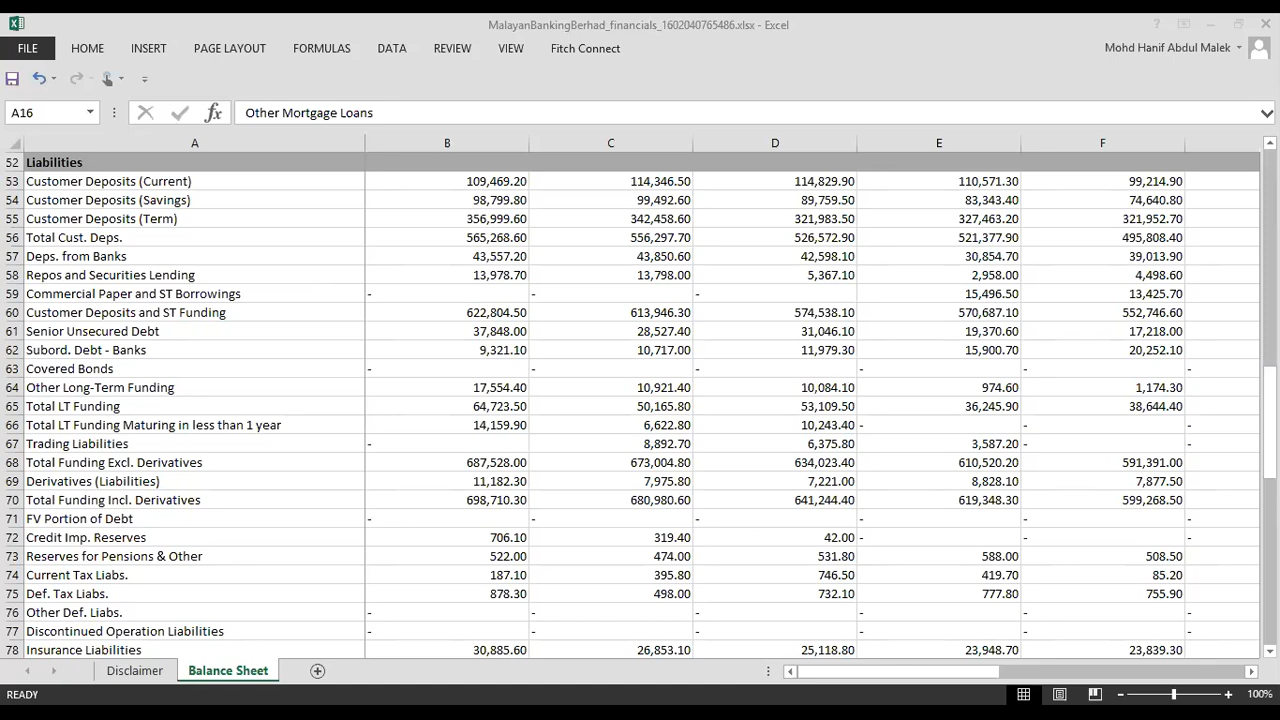 MalayanBankingBerhad_financials_1602040765486.xlsx - Excel
FILE HOME INSERT PAGE LAYOUT FORMULAS DATA REVIEW VIEW Fitch Connect Mohd Hanif Abdul Malek
A16 fx Other Mortgage Loans
A B C D E F
52 Liabilities
53 Customer Deposits (Current) 109,469.20 114,346.50 114,829.90 110,571.30 99,214.90
54 Customer Deposits (Savings) 98,799.80 99,492.60 89,759.50 83,343.40 74,640.80
55 Customer Deposits (Term) 356,999.60 342,458.60 321,983.50 327,463.20 321,952.70
56 Total Cust. Deps. 565,268.60 556,297.70 526,572.90 521,377.90 495,808.40
57 Deps. from Banks 43,557.20 43,850.60 42,598.10 30,854.70 39,013.90
58 Repos and Securities Lending 13,978.70 13,798.00 5,367.10 2,958.00 4,498.60
59 Commercial Paper and ST Borrowings - - - 15,496.50 13,425.70
60 Customer Deposits and ST Funding 622,804.50 613,946.30 574,538.10 570,687.10 552,746.60
61 Senior Unsecured Debt 37,848.00 28,527.40 31,046.10 19,370.60 17,218.00
62 Subord. Debt - Banks 9,321.10 10,717.00 11,979.30 15,900.70 20,252.10
63 Covered Bonds - - - - - -
64 Other Long-Term Funding 17,554.40 10,921.40 10,084.10 974.60 1,174.30
65 Total LT Funding 64,723.50 50,165.80 53,109.50 36,245.90 38,644.40
66 Total LT Funding Maturing in less than 1 year 14,159.90 6,622.80 10,243.40 - - -
67 Trading Liabilities - 8,892.70 6,375.80 3,587.20 - -
68 Total Funding Excl. Derivatives 687,528.00 673,004.80 634,023.40 610,520.20 591,391.00
69 Derivatives (Liabilities) 11,182.30 7,975.80 7,221.00 8,828.10 7,877.50
70 Total Funding Incl. Derivatives 698,710.30 680,980.60 641,244.40 619,348.30 599,268.50
71 FV Portion of Debt - - - - - -
72 Credit Imp. Reserves 706.10 319.40 42.00 - - -
73 Reserves for Pensions & Other 522.00 474.00 531.80 588.00 508.50
74 Current Tax Liabs. 187.10 395.80 746.50 419.70 85.20
75 Def. Tax Liabs. 878.30 498.00 732.10 777.80 755.90
76 Other Def. Liabs. - - - - - -
77 Discontinued Operation Liabilities - - - - - -
78 Insurance Liabilities 30,885.60 26,853.10 25,118.80 23,948.70 23,839.30
Disclaimer Balance Sheet
READY 100%